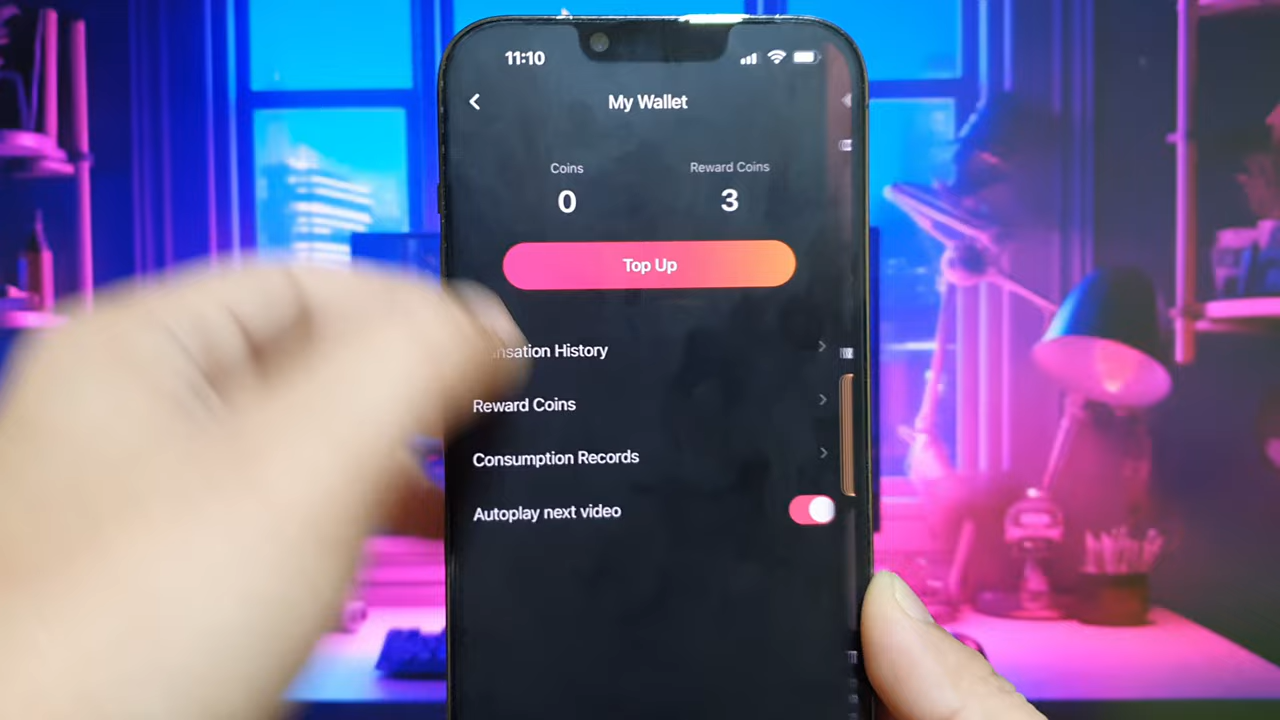 11:10
My Wallet
Coins
Reward Coins
0
3
Top Up
History
Reward Coins
Consumption Records
Autoplay next video